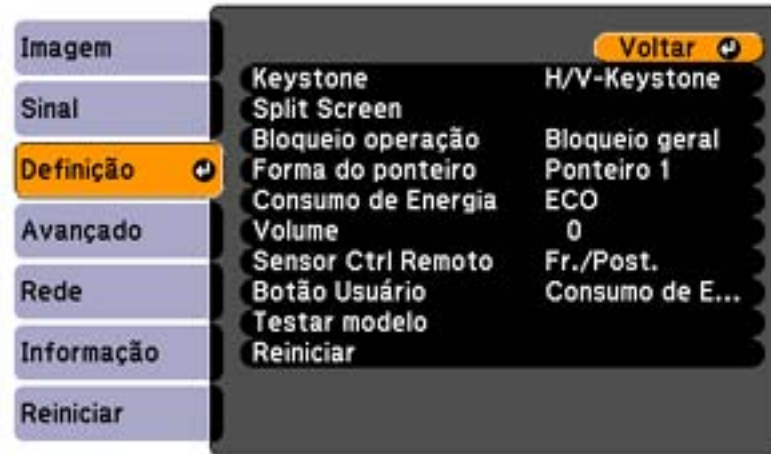 Imagem
Sinal
Definição
Avançado
Rede
Informação
Reiniciar
Voltar
Keystone H/V-Keystone
Split Screen
Bloqueio operação Bloqueio geral
Forma do ponteiro Ponteiro 1
Consumo de Energia ECO
Volume 0
Sensor Ctrl Remoto Fr./Post.
Botão Usuário Consumo de E...
Testar modelo
Reiniciar